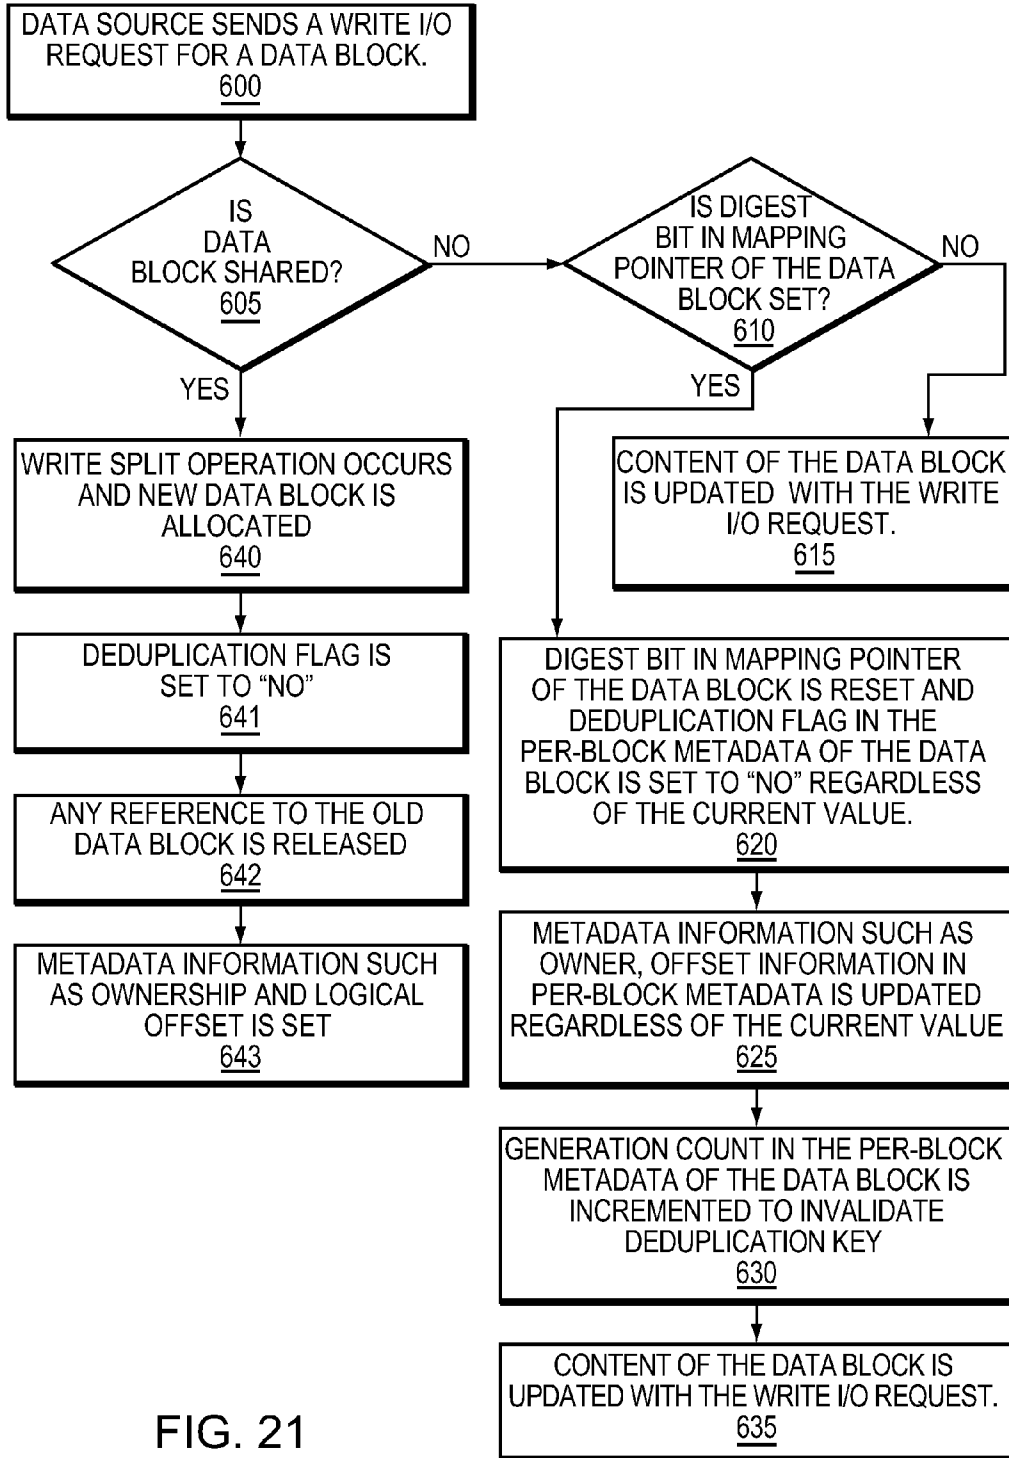 DATA SOURCE SENDS A WRITE I/O
REQUEST FOR A DATA BLOCK.
600
IS
DATA
BLOCK SHARED?
605
NO
IS DIGEST
BIT IN MAPPING
POINTER OF THE DATA
BLOCK SET?
610
NO
YES
YES
WRITE SPLIT OPERATION OCCURS
AND NEW DATA BLOCK IS
ALLOCATED
640
CONTENT OF THE DATA BLOCK
IS UPDATED WITH THE WRITE
I/O REQUEST.
615
DEDUPLICATION FLAG IS
SET TO “NO”
641
ANY REFERENCE TO THE OLD
DATA BLOCK IS RELEASED
642
METADATA INFORMATION SUCH
AS OWNERSHIP AND LOGICAL
OFFSET IS SET
643
DIGEST BIT IN MAPPING POINTER
OF THE DATA BLOCK IS RESET AND
DEDUPLICATION FLAG IN THE
PER-BLOCK METADATA OF THE DATA
BLOCK IS SET TO “NO” REGARDLESS
OF THE CURRENT VALUE.
620
METADATA INFORMATION SUCH AS
OWNER, OFFSET INFORMATION IN
PER-BLOCK METADATA IS UPDATED
REGARDLESS OF THE CURRENT VALUE
625
GENERATION COUNT IN THE PER-BLOCK
METADATA OF THE DATA BLOCK IS
INCREMENTED TO INVALIDATE
DEDUPLICATION KEY
630
CONTENT OF THE DATA BLOCK IS
UPDATED WITH THE WRITE I/O REQUEST.
635
FIG. 21